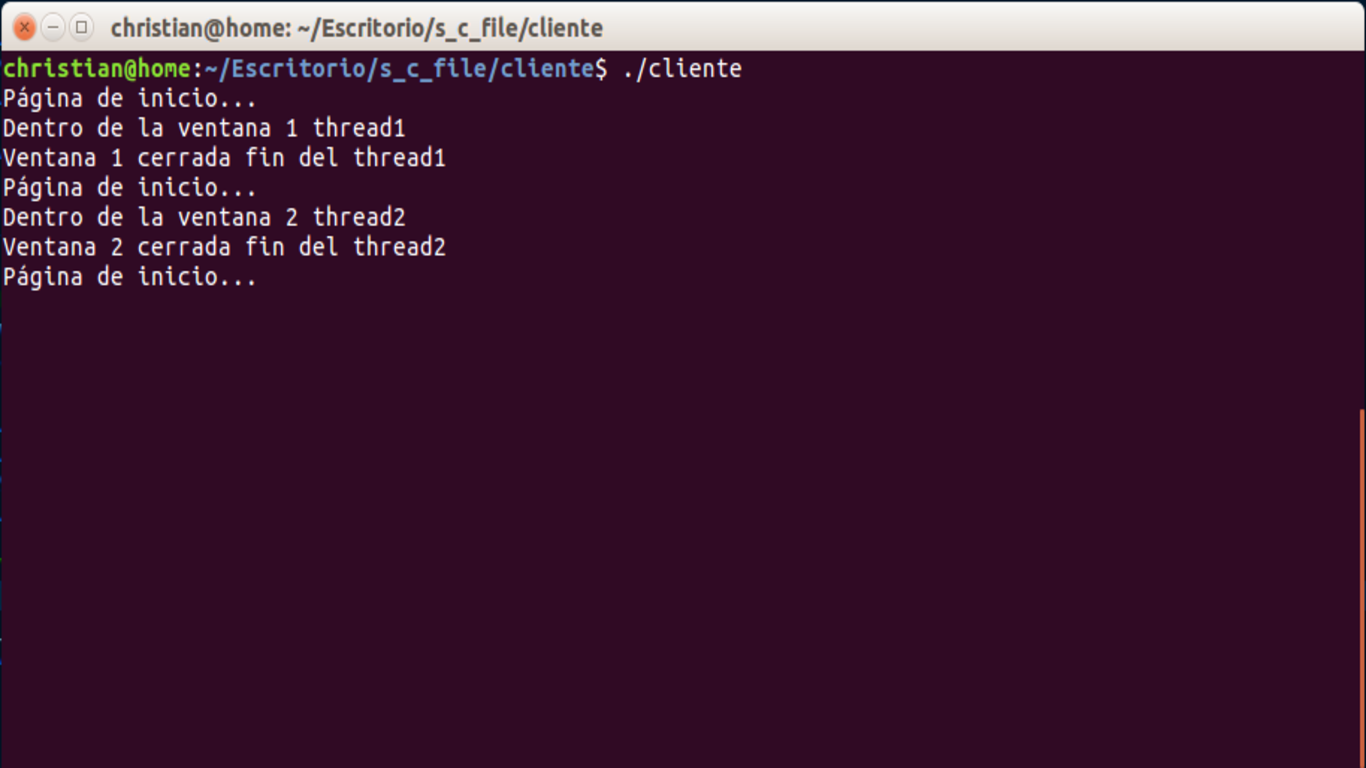 christian@home: ~/Escritorio/s_c_file/cliente
christian@home:~/Escritorio/s_c_file/cliente$ ./cliente
Página de inicio...
Dentro de la ventana 1 thread1
Ventana 1 cerrada fin del thread1
Página de inicio...
Dentro de la ventana 2 thread2
Ventana 2 cerrada fin del thread2
Página de inicio...